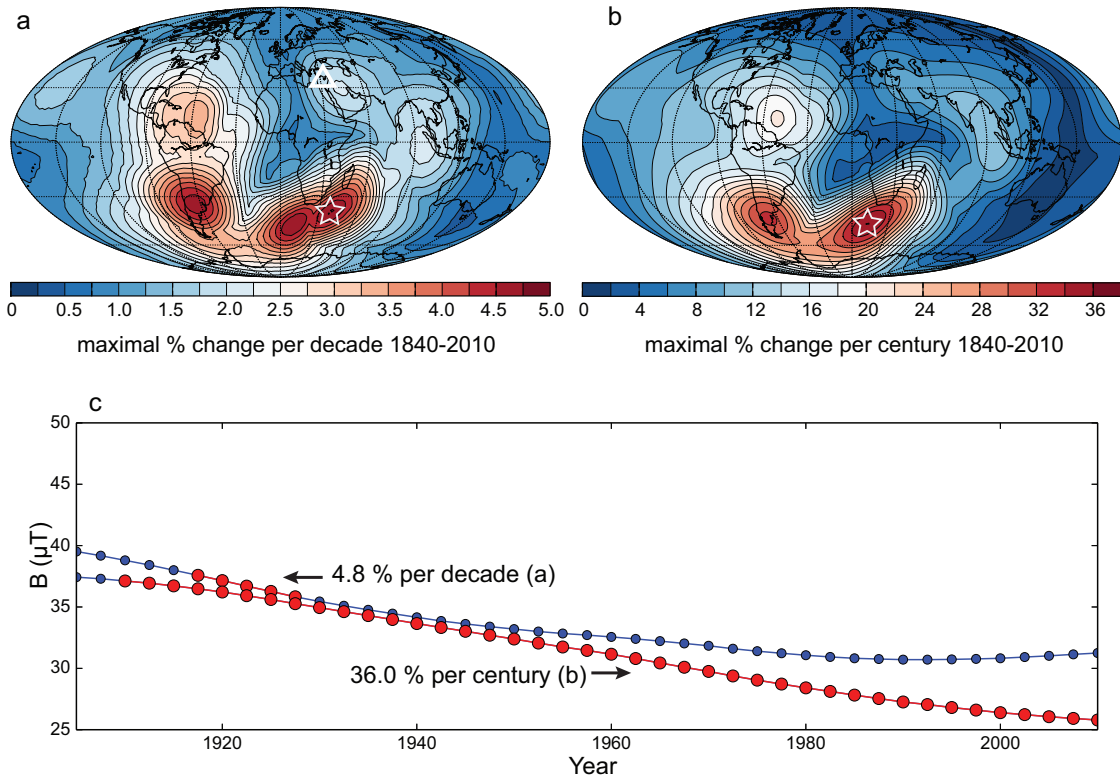 a
b
0 0.5 1.0 1.5 2.0 2.5 3.0 3.5 4.0 4.5 5.0
0 4 8 12 16 20 24 28 32 36
maximal % change per decade 1840-2010
maximal % change per century 1840-2010
c
50
45
40
35
30
25
B (μT)
4.8 % per decade (a)
36.0 % per century (b)
1920 1940 1960 1980 2000
Year